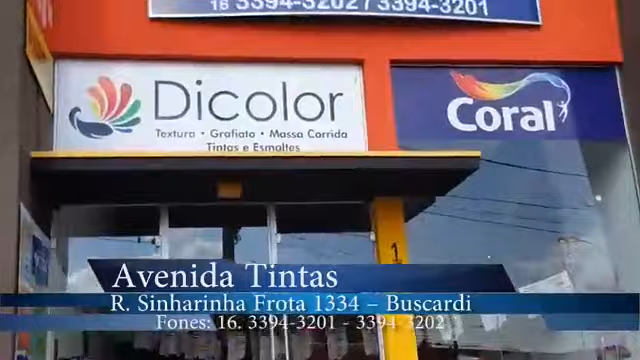 16 3394-3202 / 3394-3201
Dicolor
Textura • Grafiato • Massa Corrida
Tintas e Esmaltes
Coral
1
Avenida Tintas
R. Sinharinha Frota 1334 – Buscardi
Fones: 16. 3394-3201 - 3394-3202